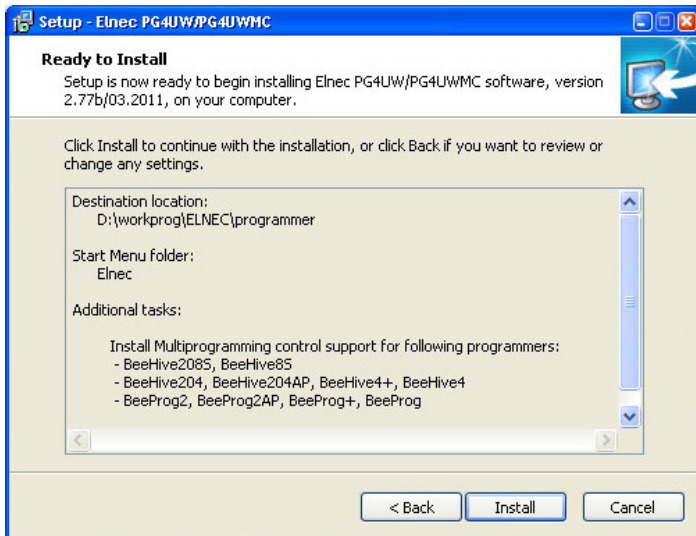 Setup - Elnec PG4UW/PG4UWMC
Ready to Install
Setup is now ready to begin installing Elnec PG4UW/PG4UWMC software, version
2.77b/03.2011, on your computer.
Click Install to continue with the installation, or click Back if you want to review or
change any settings.
Destination location:
D:\workprog\ELNEC\programmer
Start Menu folder:
Elnec
Additional tasks:
Install Multiprogramming control support for following programmers:
- BeeHive208S, BeeHive8S
- BeeHive204, BeeHive204AP, BeeHive4+, BeeHive4
- BeeProg2, BeeProg2AP, BeeProg+, BeeProg
< Back
Install
Cancel